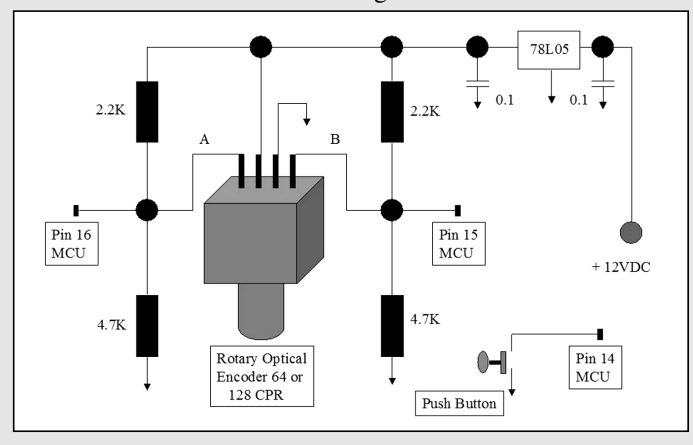 78L05
0.1
0.1
2.2K
2.2K
A
B
Pin 16
MCU
Pin 15
MCU
+ 12VDC
4.7K
4.7K
Rotary Optical
Encoder 64 or
128 CPR
Pin 14
MCU
Push Button